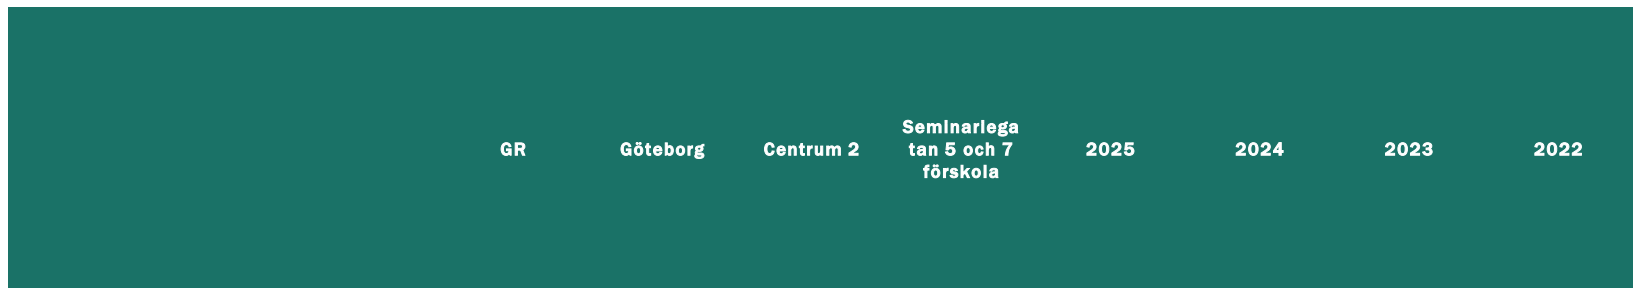 GR
Göteborg
Centrum 2
Seminariega
tan 5 och 7
förskola
2025
2024
2023
2022